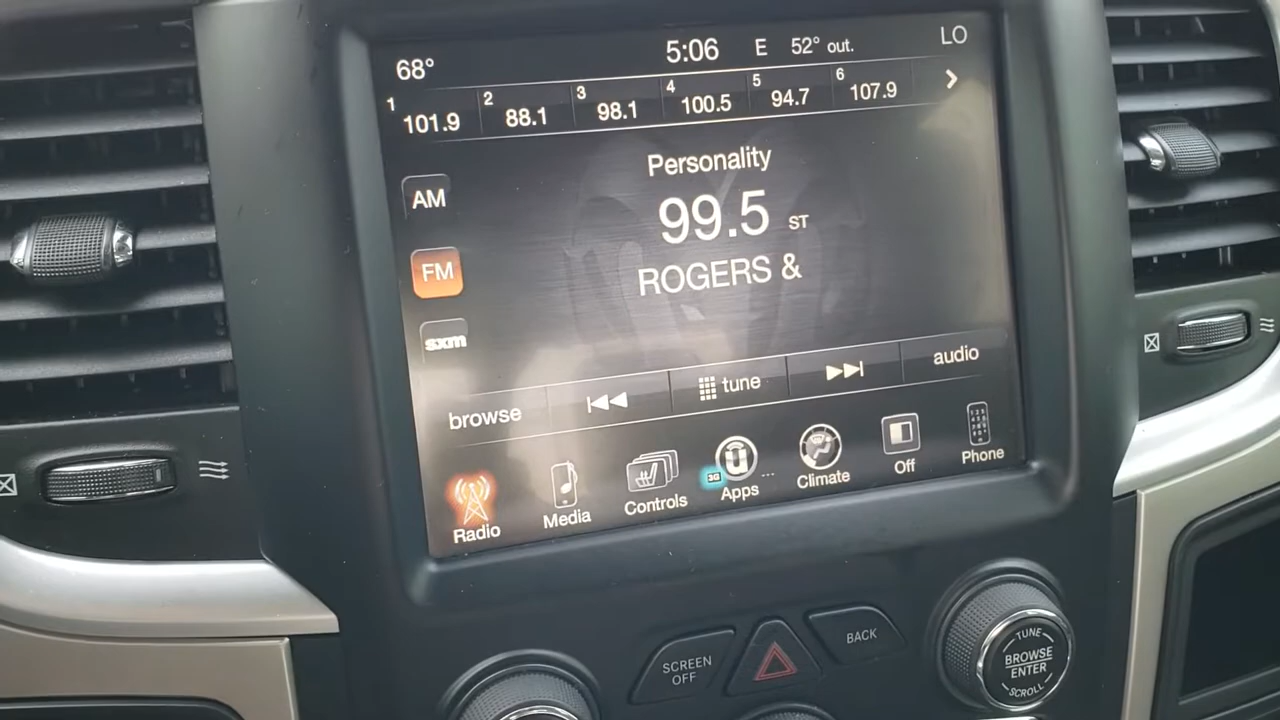 68° 5:06 E 52° out. LO
1 101.9 2 88.1 3 98.1 4 100.5 5 94.7 6 107.9
Personality
AM
99.5 ST
FM
ROGERS &
sxm
browse tune audio
3G
Radio Media Controls Apps Climate Off Phone
SCREEN OFF
BACK
TUNE
BROWSE
ENTER
SCROLL